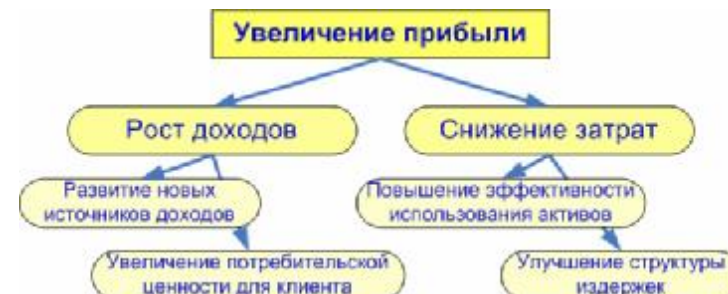 Увеличение прибыли
Рост доходов
Снижение затрат
Развитие новых
источников доходов
Повышение эффективности
использования активов
Увеличение потребительской
ценности для клиента
Улучшение структуры
издержек